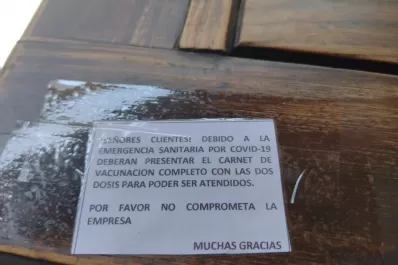 SEÑORES CLIENTES! DEBIDO A LA
EMERGENCIA SANITARIA POR COVID-19
DEBERAN PRESENTAR EL CARNET DE
VACUNACION COMPLETO CON LAS DOS
DOSIS PARA PODER SER ATENDIDOS.
POR FAVOR NO COMPROMETA LA
EMPRESA
MUCHAS GRACIAS